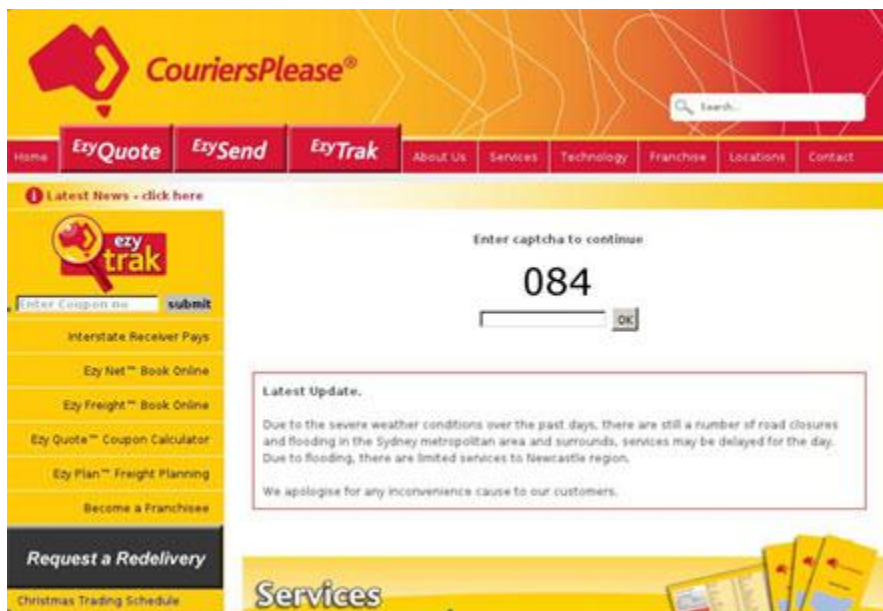 CouriersPlease®
Search..
Home
EzyQuote
EzySend
EzyTrak
About Us
Services
Technology
Franchise
Locations
Contact
i Latest News - click here
ezy
trak
Enter Coupon no
submit
Interstate Receiver Pays
Ezy Net™ Book Online
Ezy Freight™ Book Online
Ezy Quote™ Coupon Calculator
Ezy Plan™ Freight Planning
Become a Franchisee
Request a Redelivery
Christmas Trading Schedule
Enter captcha to continue
084
OK
Latest Update.
Due to the severe weather conditions over the past days, there are still a number of road closures
and flooding in the Sydney metropolitan area and surrounds, services may be delayed for the day.
Due to flooding, there are limited services to Newcastle region.
We apologise for any inconvenience cause to our customers.
Services